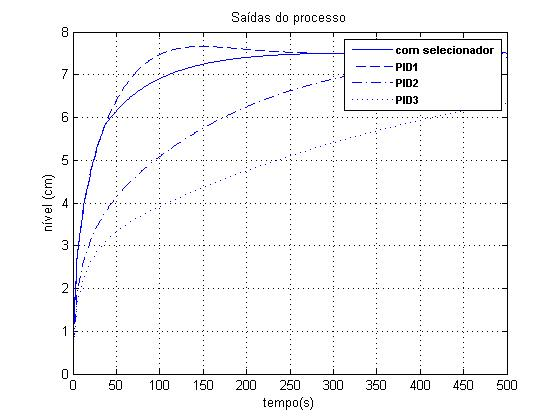 Saídas do processo
8
7
6
5
4
3
2
1
0
nível (cm)
com selecionador
PID1
PID2
PID3
0 50 100 150 200 250 300 350 400 450 500
tempo(s)